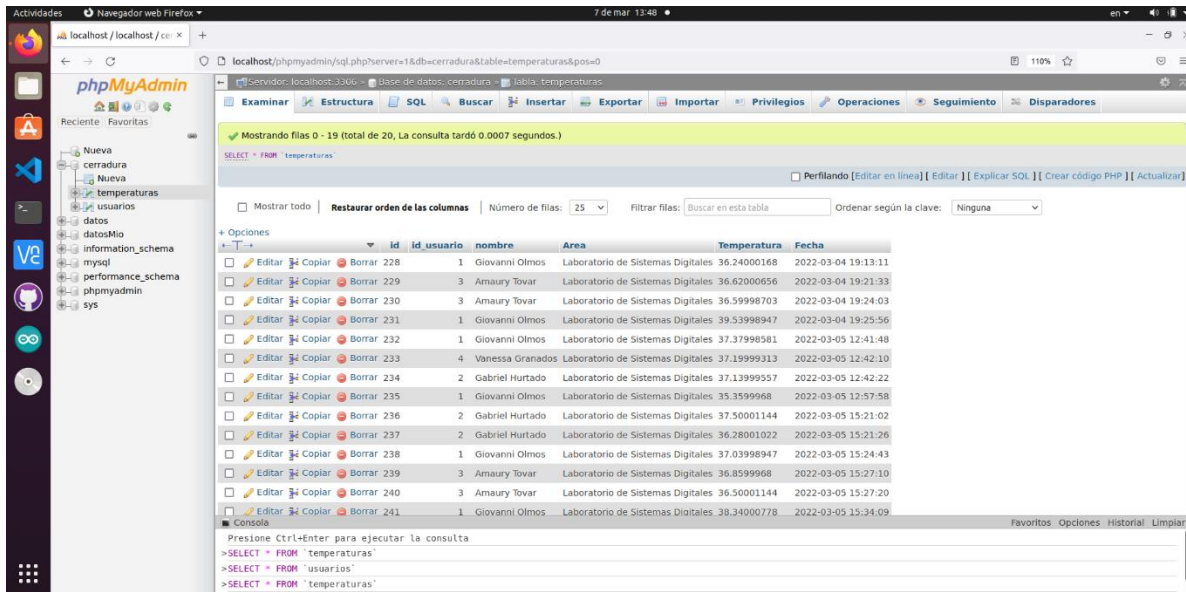 Actividades Navegador web Firefox 7 de mar 13:48 en
localhost / localhost / cer × +
localhost/phpmyadmin/sql.php?server=1&db=cerradura&table=temperaturas&pos=0 110%
phpMyAdmin
Reciente Favoritas
Nueva
cerradura
Nueva
temperaturas
usuarios
datos
datosMio
information_schema
mysql
performance_schema
phpmyadmin
sys
Servidor: localhost:3306 » Base de datos: cerradura » Tabla: temperaturas
Examinar Estructura SQL Buscar Insertar Exportar Importar Privilegios Operaciones Seguimiento Disparadores
Mostrando filas 0 - 19 (total de 20, La consulta tardó 0.0007 segundos.)
SELECT * FROM `temperaturas`
Perfilando [Editar en línea] [ Editar ] [ Explicar SQL ] [ Crear código PHP ] [ Actualizar]
Mostrar todo Restaurar orden de las columnas Número de filas: 25 Filtrar filas: Buscar en esta tabla Ordenar según la clave: Ninguna
+ Opciones
←T→ id id_usuario nombre Area Temperatura Fecha
Editar Copiar Borrar 228 1 Giovanni Olmos Laboratorio de Sistemas Digitales 36.24000168 2022-03-04 19:13:11
Editar Copiar Borrar 229 3 Amaury Tovar Laboratorio de Sistemas Digitales 36.62000656 2022-03-04 19:21:33
Editar Copiar Borrar 230 3 Amaury Tovar Laboratorio de Sistemas Digitales 36.59998703 2022-03-04 19:24:03
Editar Copiar Borrar 231 1 Giovanni Olmos Laboratorio de Sistemas Digitales 39.53998947 2022-03-04 19:25:56
Editar Copiar Borrar 232 1 Giovanni Olmos Laboratorio de Sistemas Digitales 37.37998581 2022-03-05 12:41:48
Editar Copiar Borrar 233 4 Vanessa Granados Laboratorio de Sistemas Digitales 37.19999313 2022-03-05 12:42:10
Editar Copiar Borrar 234 2 Gabriel Hurtado Laboratorio de Sistemas Digitales 37.13999557 2022-03-05 12:42:22
Editar Copiar Borrar 235 1 Giovanni Olmos Laboratorio de Sistemas Digitales 35.3599968 2022-03-05 12:57:58
Editar Copiar Borrar 236 2 Gabriel Hurtado Laboratorio de Sistemas Digitales 37.50001144 2022-03-05 15:21:02
Editar Copiar Borrar 237 2 Gabriel Hurtado Laboratorio de Sistemas Digitales 36.28001022 2022-03-05 15:21:26
Editar Copiar Borrar 238 1 Giovanni Olmos Laboratorio de Sistemas Digitales 37.03998947 2022-03-05 15:24:43
Editar Copiar Borrar 239 3 Amaury Tovar Laboratorio de Sistemas Digitales 36.8599968 2022-03-05 15:27:10
Editar Copiar Borrar 240 3 Amaury Tovar Laboratorio de Sistemas Digitales 36.50001144 2022-03-05 15:27:20
Editar Copiar Borrar 241 1 Giovanni Olmos Laboratorio de Sistemas Digitales 38.34000778 2022-03-05 15:34:09
Consola Favoritos Opciones Historial Limpiar
Presione Ctrl+Enter para ejecutar la consulta
>SELECT * FROM `temperaturas`
>SELECT * FROM `usuarios`
>SELECT * FROM `temperaturas`